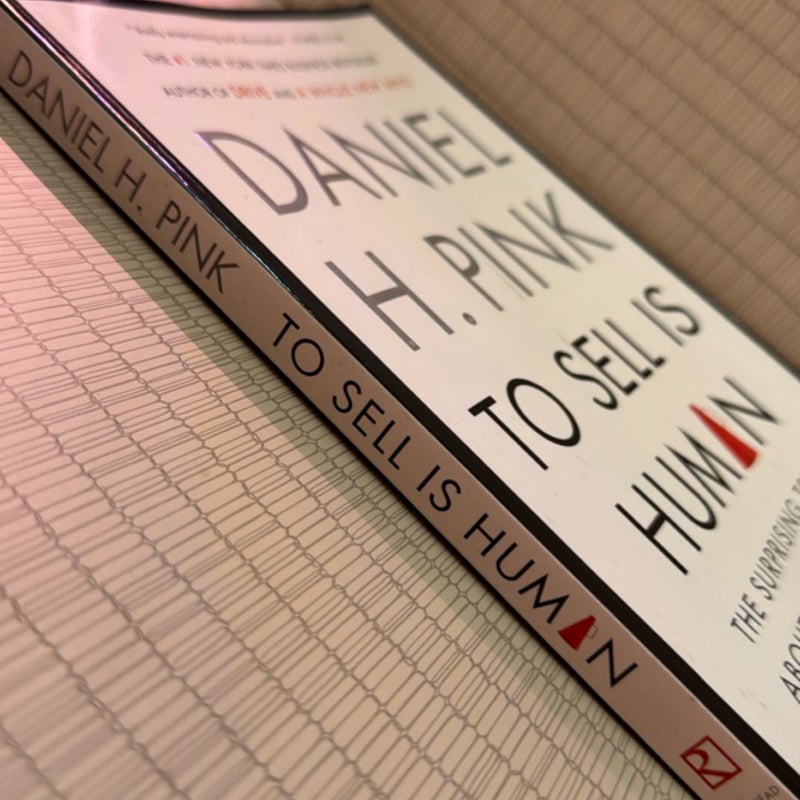 THE #1 NEW YORK TIMES BUSINESS BESTSELLER
AUTHOR OF DRIVE AND A WHOLE NEW MIND
DANIEL
H. PINK
TO SELL IS
HUMAN
THE SURPRISING
ABOUT
DANIEL H. PINK TO SELL IS HUMAN
R